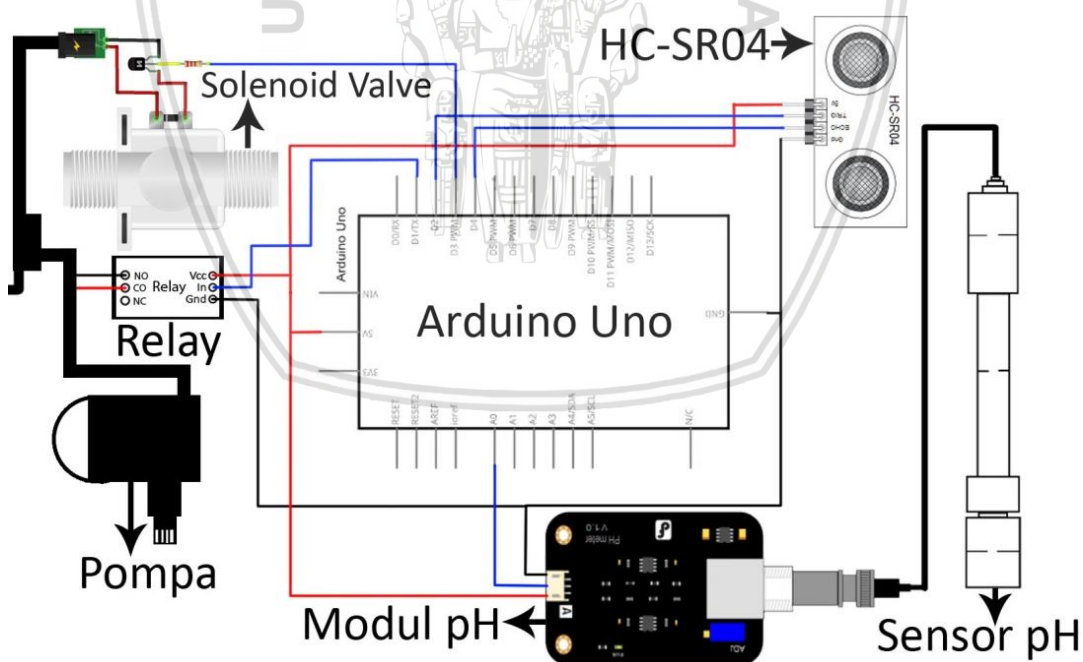 HC-SR04
Solenoid Valve
5V
TRIG
ECHO
Gnd
HC-SR04
D0/RX
D1/TX
D2
D3 PWM
D4
D5 PWM
D6 PWM
D7
D8
D9 PWM
D10 PWM/SS
D11 PWM/MOSI
D12/MISO
D13/SCK
Arduino Uno
NO
CO
NC
Relay
Vcc
In
Gnd
Relay
VIN
5V
3V3
Arduino Uno
GND
RESET
RESET2
AREF
ioref
A0
A1
A2
A3
A4/SDA
A5/SCL
N/C
Pompa
PH meter
V 1.0
A
ADJ
Modul pH
Sensor pH